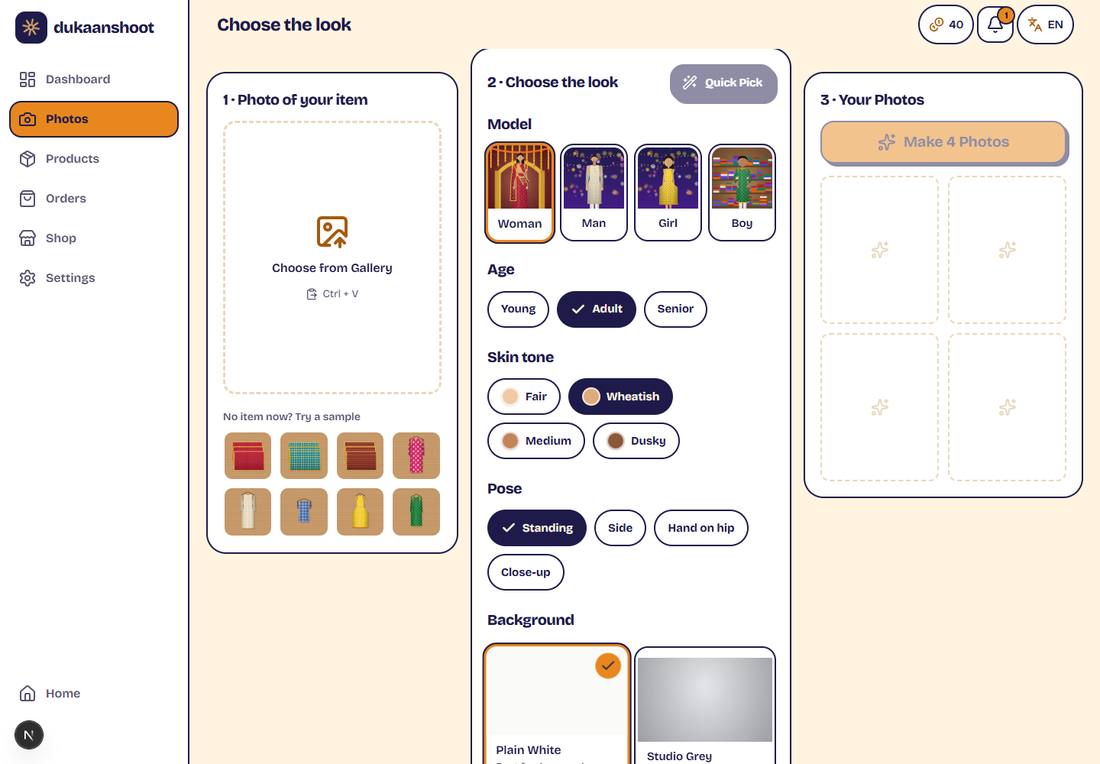 dukaanshoot
Choose the look
40
1
EN
Dashboard
Photos
Products
Orders
Shop
Settings
Home
N
1 · Photo of your item
Choose from Gallery
Ctrl + V
No item now? Try a sample
2 · Choose the look
Quick Pick
Model
Woman
Man
Girl
Boy
Age
Young
Adult
Senior
Skin tone
Fair
Wheatish
Medium
Dusky
Pose
Standing
Side
Hand on hip
Close-up
Background
Plain White
Studio Grey
3 · Your Photos
Make 4 Photos